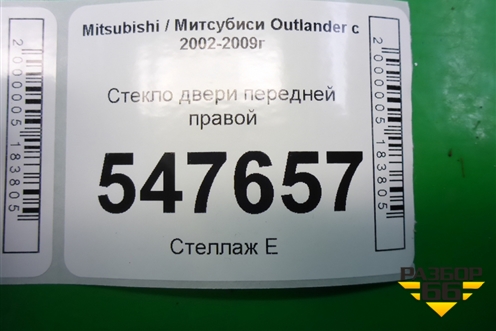 Mitsubishi / Митсубиси Outlander с
2002-2009г
Стекло двери передней
правой
547657
Стеллаж Е
2000005183805
2000005183805
РАЗБОР
66